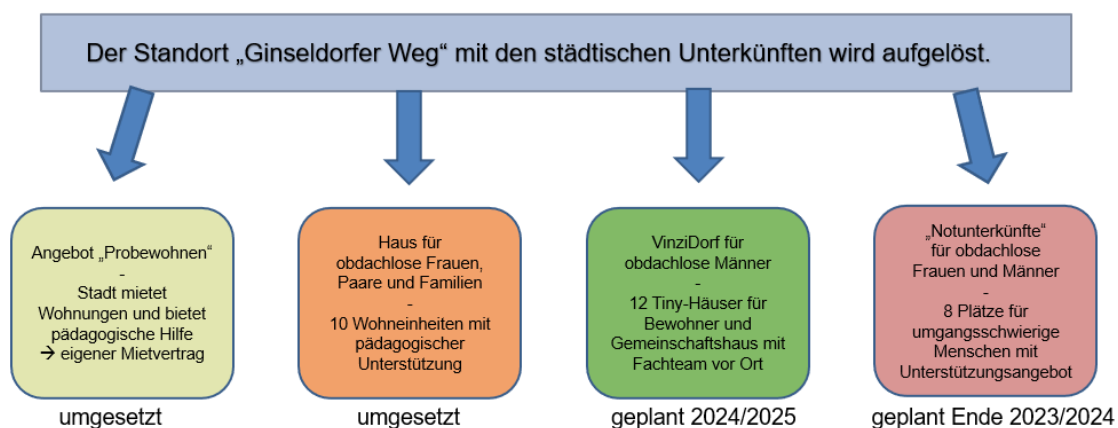 Der Standort „Ginseldorfer Weg“ mit den städtischen Unterkünften wird aufgelöst.
Angebot „Probewohnen“
-
Stadt mietet
Wohnungen und bietet
pädagogische Hilfe
→ eigener Mietvertrag
umgesetzt
Haus für
obdachlose Frauen,
Paare und Familien
-
10 Wohneinheiten mit
pädagogischer
Unterstützung
umgesetzt
VinziDorf für
obdachlose Männer
-
12 Tiny-Häuser für
Bewohner und
Gemeinschaftshaus mit
Fachteam vor Ort
geplant 2024/2025
„Notunterkünfte“
für obdachlose
Frauen und Männer
-
8 Plätze für
umgangsschwierige
Menschen mit
Unterstützungsangebot
geplant Ende 2023/2024